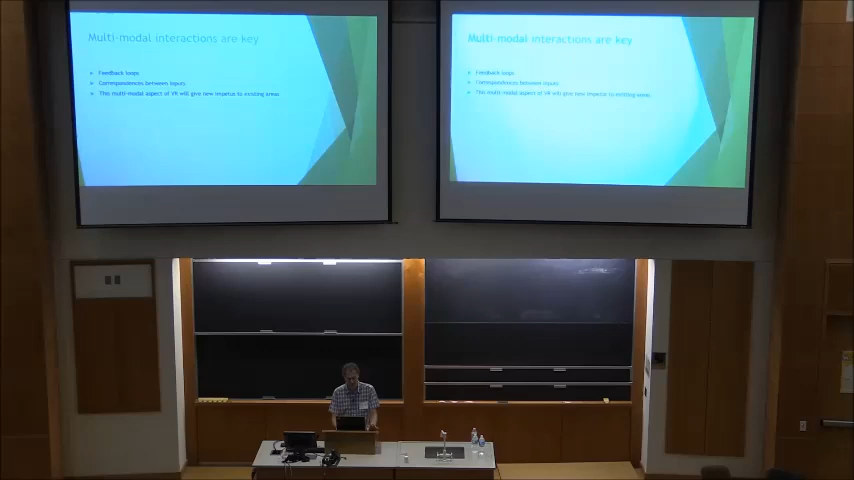 Multi-modal interactions are key
Feedback loops
Correspondences between inputs
This multi-modal aspect of VR will give new impetus to existing areas
Multi-modal interactions are key
Feedback loops
Correspondences between inputs
This multi-modal aspect of VR will give new impetus to existing areas